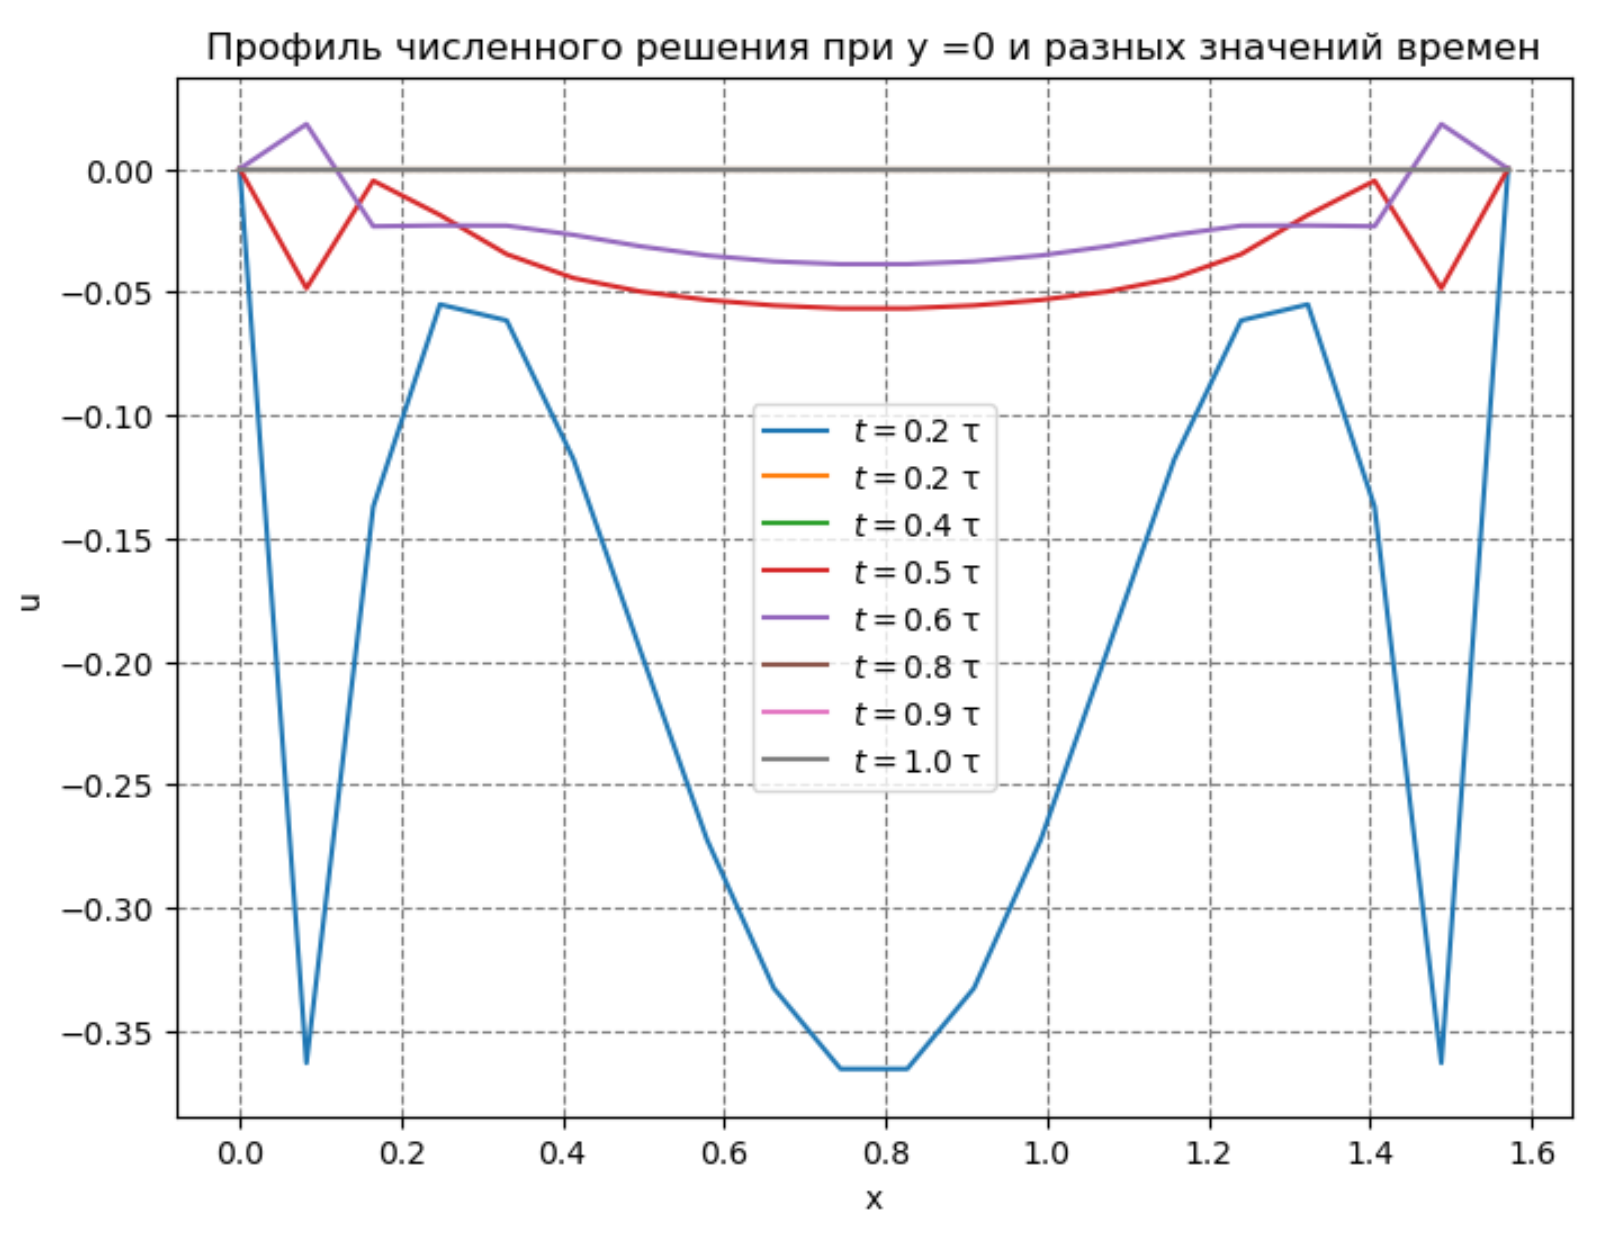 Профиль численного решения при y =0 и разных значений времен
0.00
−0.05
−0.10
−0.15
−0.20
−0.25
−0.30
−0.35
u
t = 0.2 τ
t = 0.2 τ
t = 0.4 τ
t = 0.5 τ
t = 0.6 τ
t = 0.8 τ
t = 0.9 τ
t = 1.0 τ
0.0 0.2 0.4 0.6 0.8 1.0 1.2 1.4 1.6
x